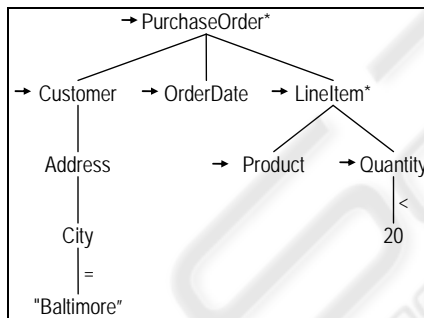 → PurchaseOrder*
→ Customer → OrderDate → LineItem*
Address → Product → Quantity
<
City 20
=
"Baltimore"